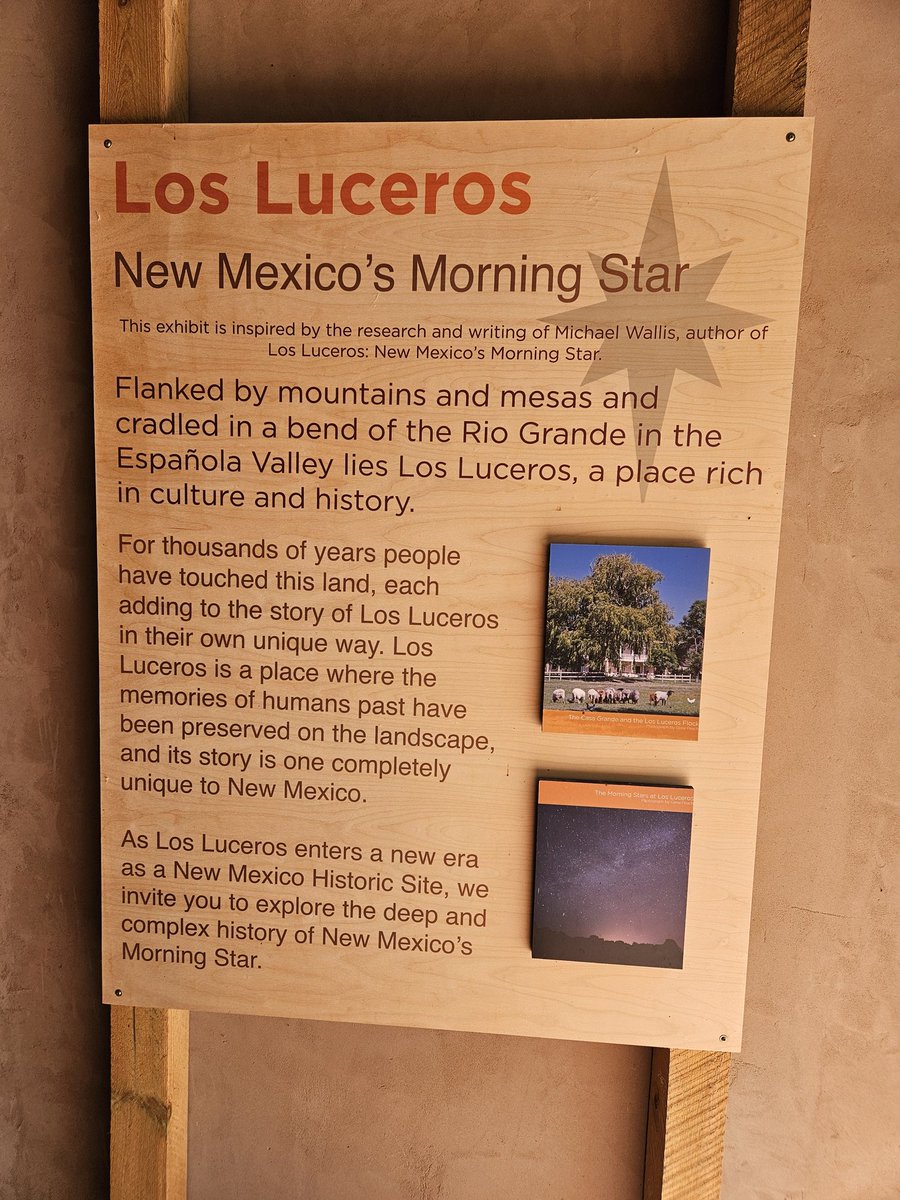 Los Luceros
New Mexico’s Morning Star
This exhibit is inspired by the research and writing of Michael Wallis, author of
Los Luceros: New Mexico’s Morning Star.
Flanked by mountains and mesas and
cradled in a bend of the Rio Grande in the
Española Valley lies Los Luceros, a place rich
in culture and history.
For thousands of years people
have touched this land, each
adding to the story of Los Luceros
in their own unique way. Los
Luceros is a place where the
memories of humans past have
been preserved on the landscape,
and its story is one completely
unique to New Mexico.
As Los Luceros enters a new era
as a New Mexico Historic Site, we
invite you to explore the deep and
complex history of New Mexico’s
Morning Star.
The Casa Grande and the Los Luceros Flock
Photograph by
The Morning Stars at Los Luceros
Photograph by